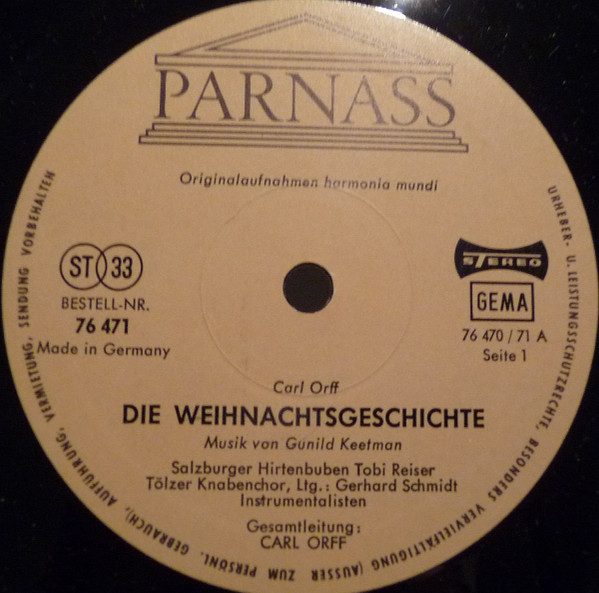 PARNASS
Originalaufnahmen harmonia mundi
ST 33
BESTELL-NR.
76 471
Made in Germany
STEREO
GEMA
76 470 / 71 A
Seite 1
Carl Orff
DIE WEIHNACHTSGESCHICHTE
Musik von Gunild Keetman
Salzburger Hirtenbuben Tobi Reiser
Tölzer Knabenchor, Ltg.: Gerhard Schmidt
Instrumentalisten
Gesamtleitung:
CARL ORFF
URHEBER- U. LEISTUNGSSCHUTZRECHTE, BESONDERS VERVIELFÄLTIGUNG (AUSSER ZUM PERSÖNL. GEBRAUCH), AUFFÜHRUNG, VERMIETUNG, SENDUNG VORBEHALTEN